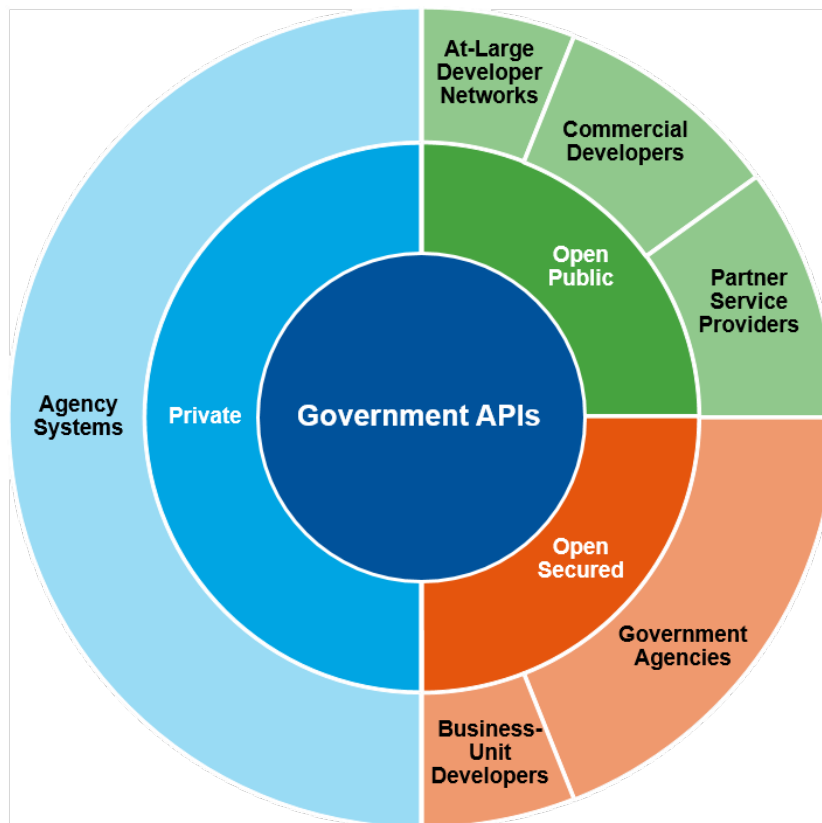 At-Large
Developer
Networks
Commercial
Developers
Open
Public
Partner
Service
Providers
Agency
Systems
Private
Government APIs
Open
Secured
Government
Agencies
Business-
Unit
Developers